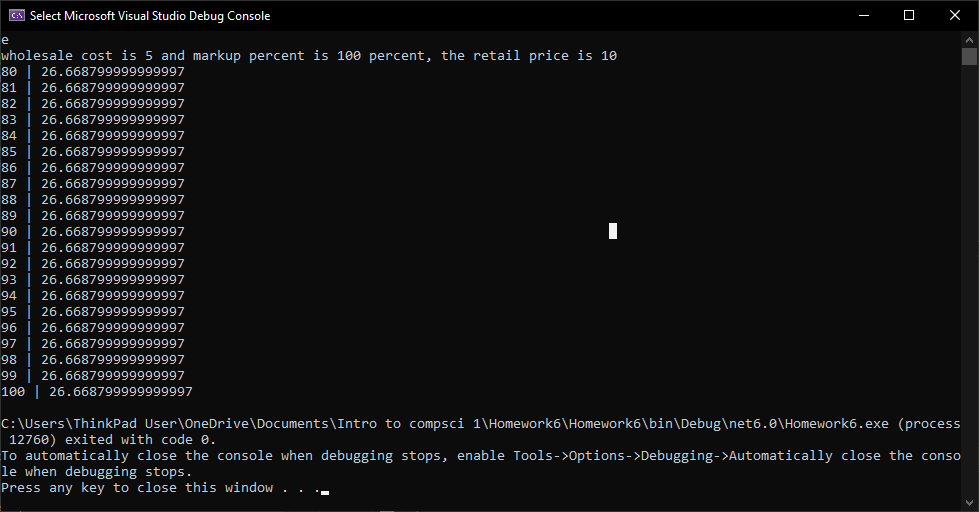 Select Microsoft Visual Studio Debug Console
e
wholesale cost is 5 and markup percent is 100 percent, the retail price is 10
80 | 26.668799999999997
81 | 26.668799999999997
82 | 26.668799999999997
83 | 26.668799999999997
84 | 26.668799999999997
85 | 26.668799999999997
86 | 26.668799999999997
87 | 26.668799999999997
88 | 26.668799999999997
89 | 26.668799999999997
90 | 26.668799999999997
91 | 26.668799999999997
92 | 26.668799999999997
93 | 26.668799999999997
94 | 26.668799999999997
95 | 26.668799999999997
96 | 26.668799999999997
97 | 26.668799999999997
98 | 26.668799999999997
99 | 26.668799999999997
100 | 26.668799999999997
C:\Users\ThinkPad User\OneDrive\Documents\Intro to compsci 1\Homework6\Homework6\bin\Debug\net6.0\Homework6.exe (process
 12760) exited with code 0.
To automatically close the console when debugging stops, enable Tools->Options->Debugging->Automatically close the conso
le when debugging stops.
Press any key to close this window . . .